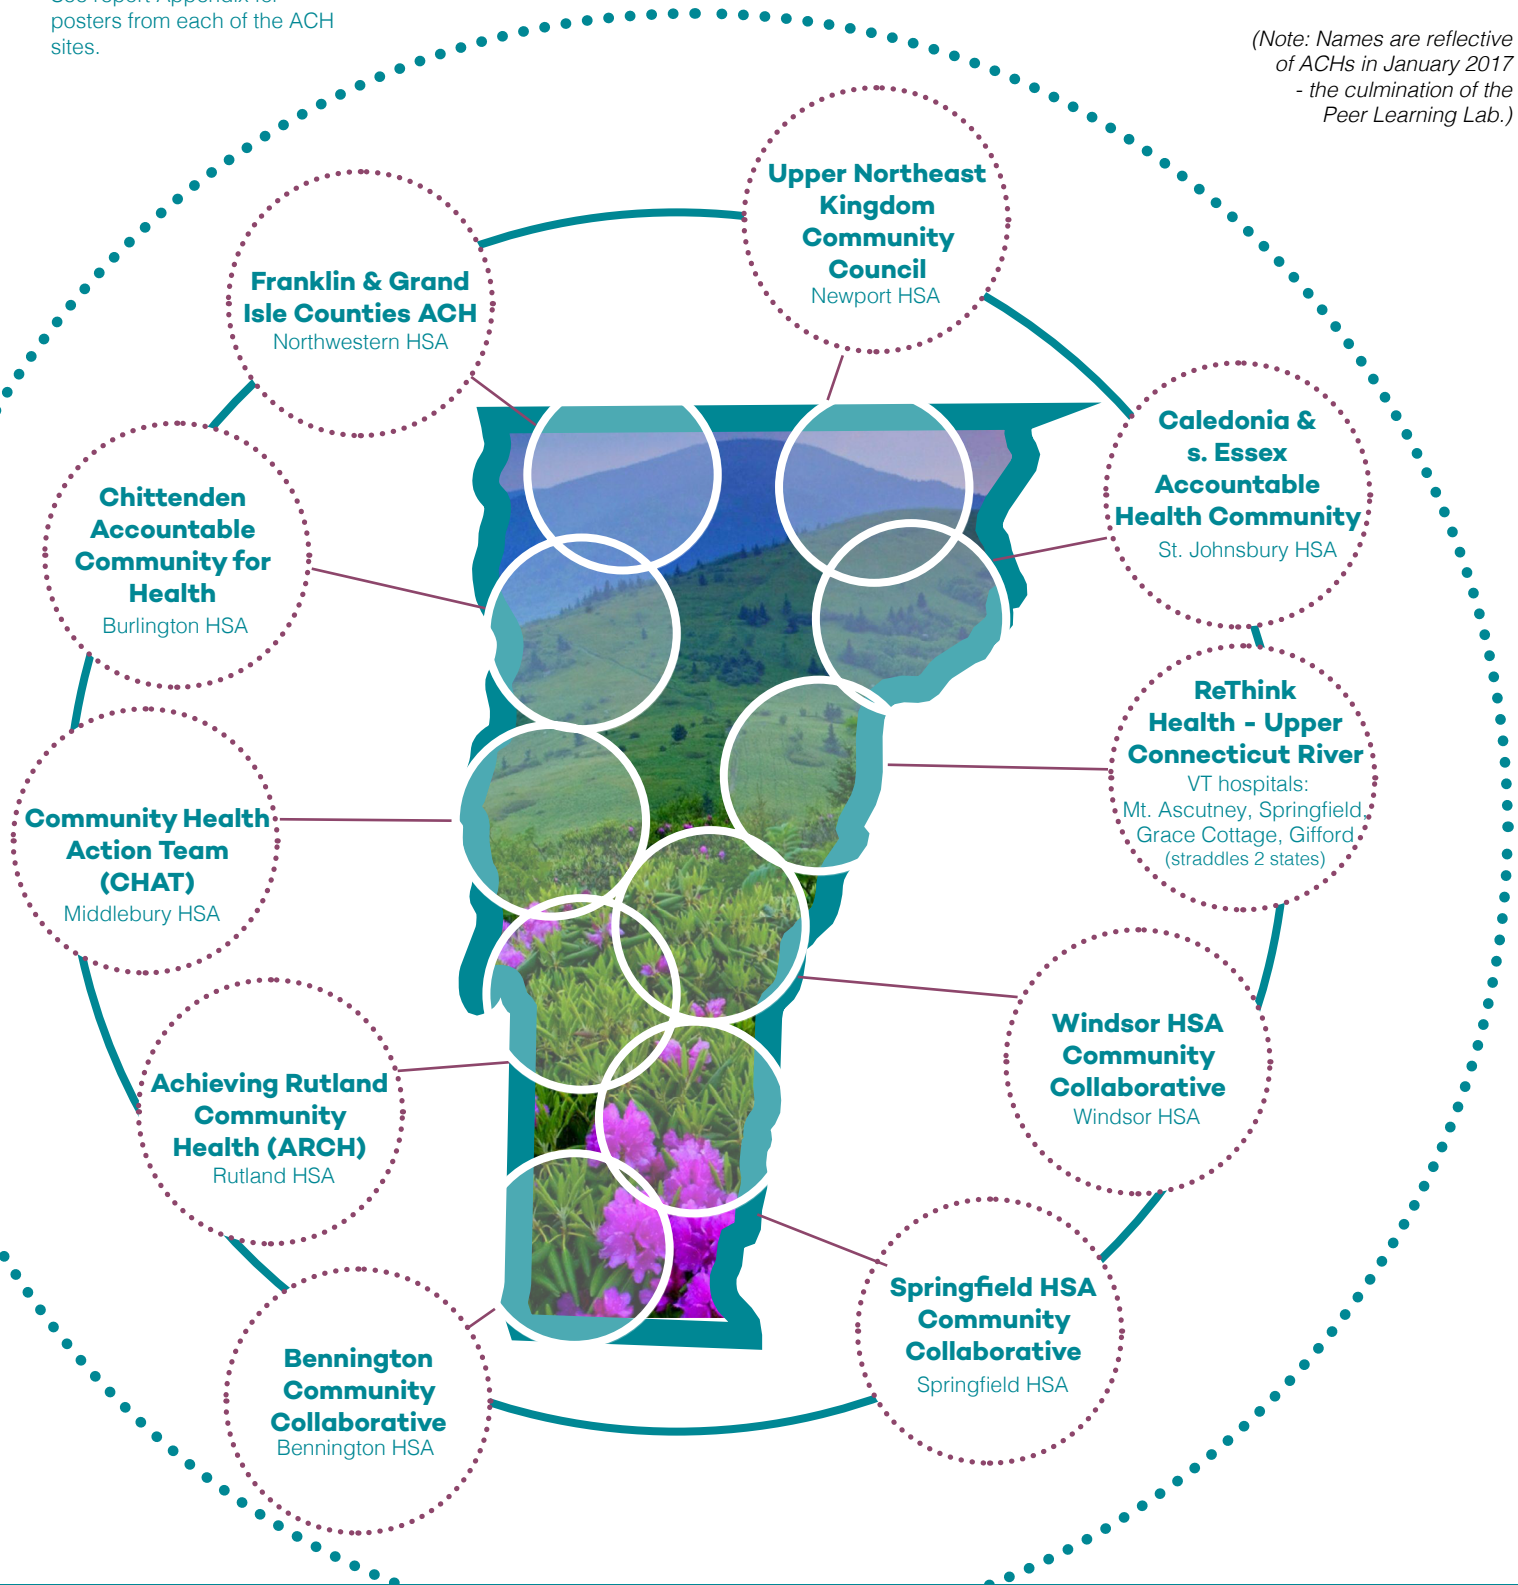 posters from each of the ACH
sites.
(Note: Names are reflective
of ACHs in January 2017
- the culmination of the
Peer Learning Lab.)
Upper Northeast
Kingdom
Community
Council
Newport HSA
Franklin & Grand
Isle Counties ACH
Northwestern HSA
Caledonia &
s. Essex
Accountable
Health Community
St. Johnsbury HSA
Chittenden
Accountable
Community for
Health
Burlington HSA
ReThink
Health - Upper
Connecticut River
VT hospitals:
Mt. Ascutney, Springfield,
Grace Cottage, Gifford
(straddles 2 states)
Community Health
Action Team
(CHAT)
Middlebury HSA
Windsor HSA
Community
Collaborative
Windsor HSA
Achieving Rutland
Community
Health (ARCH)
Rutland HSA
Springfield HSA
Community
Collaborative
Springfield HSA
Bennington
Community
Collaborative
Bennington HSA